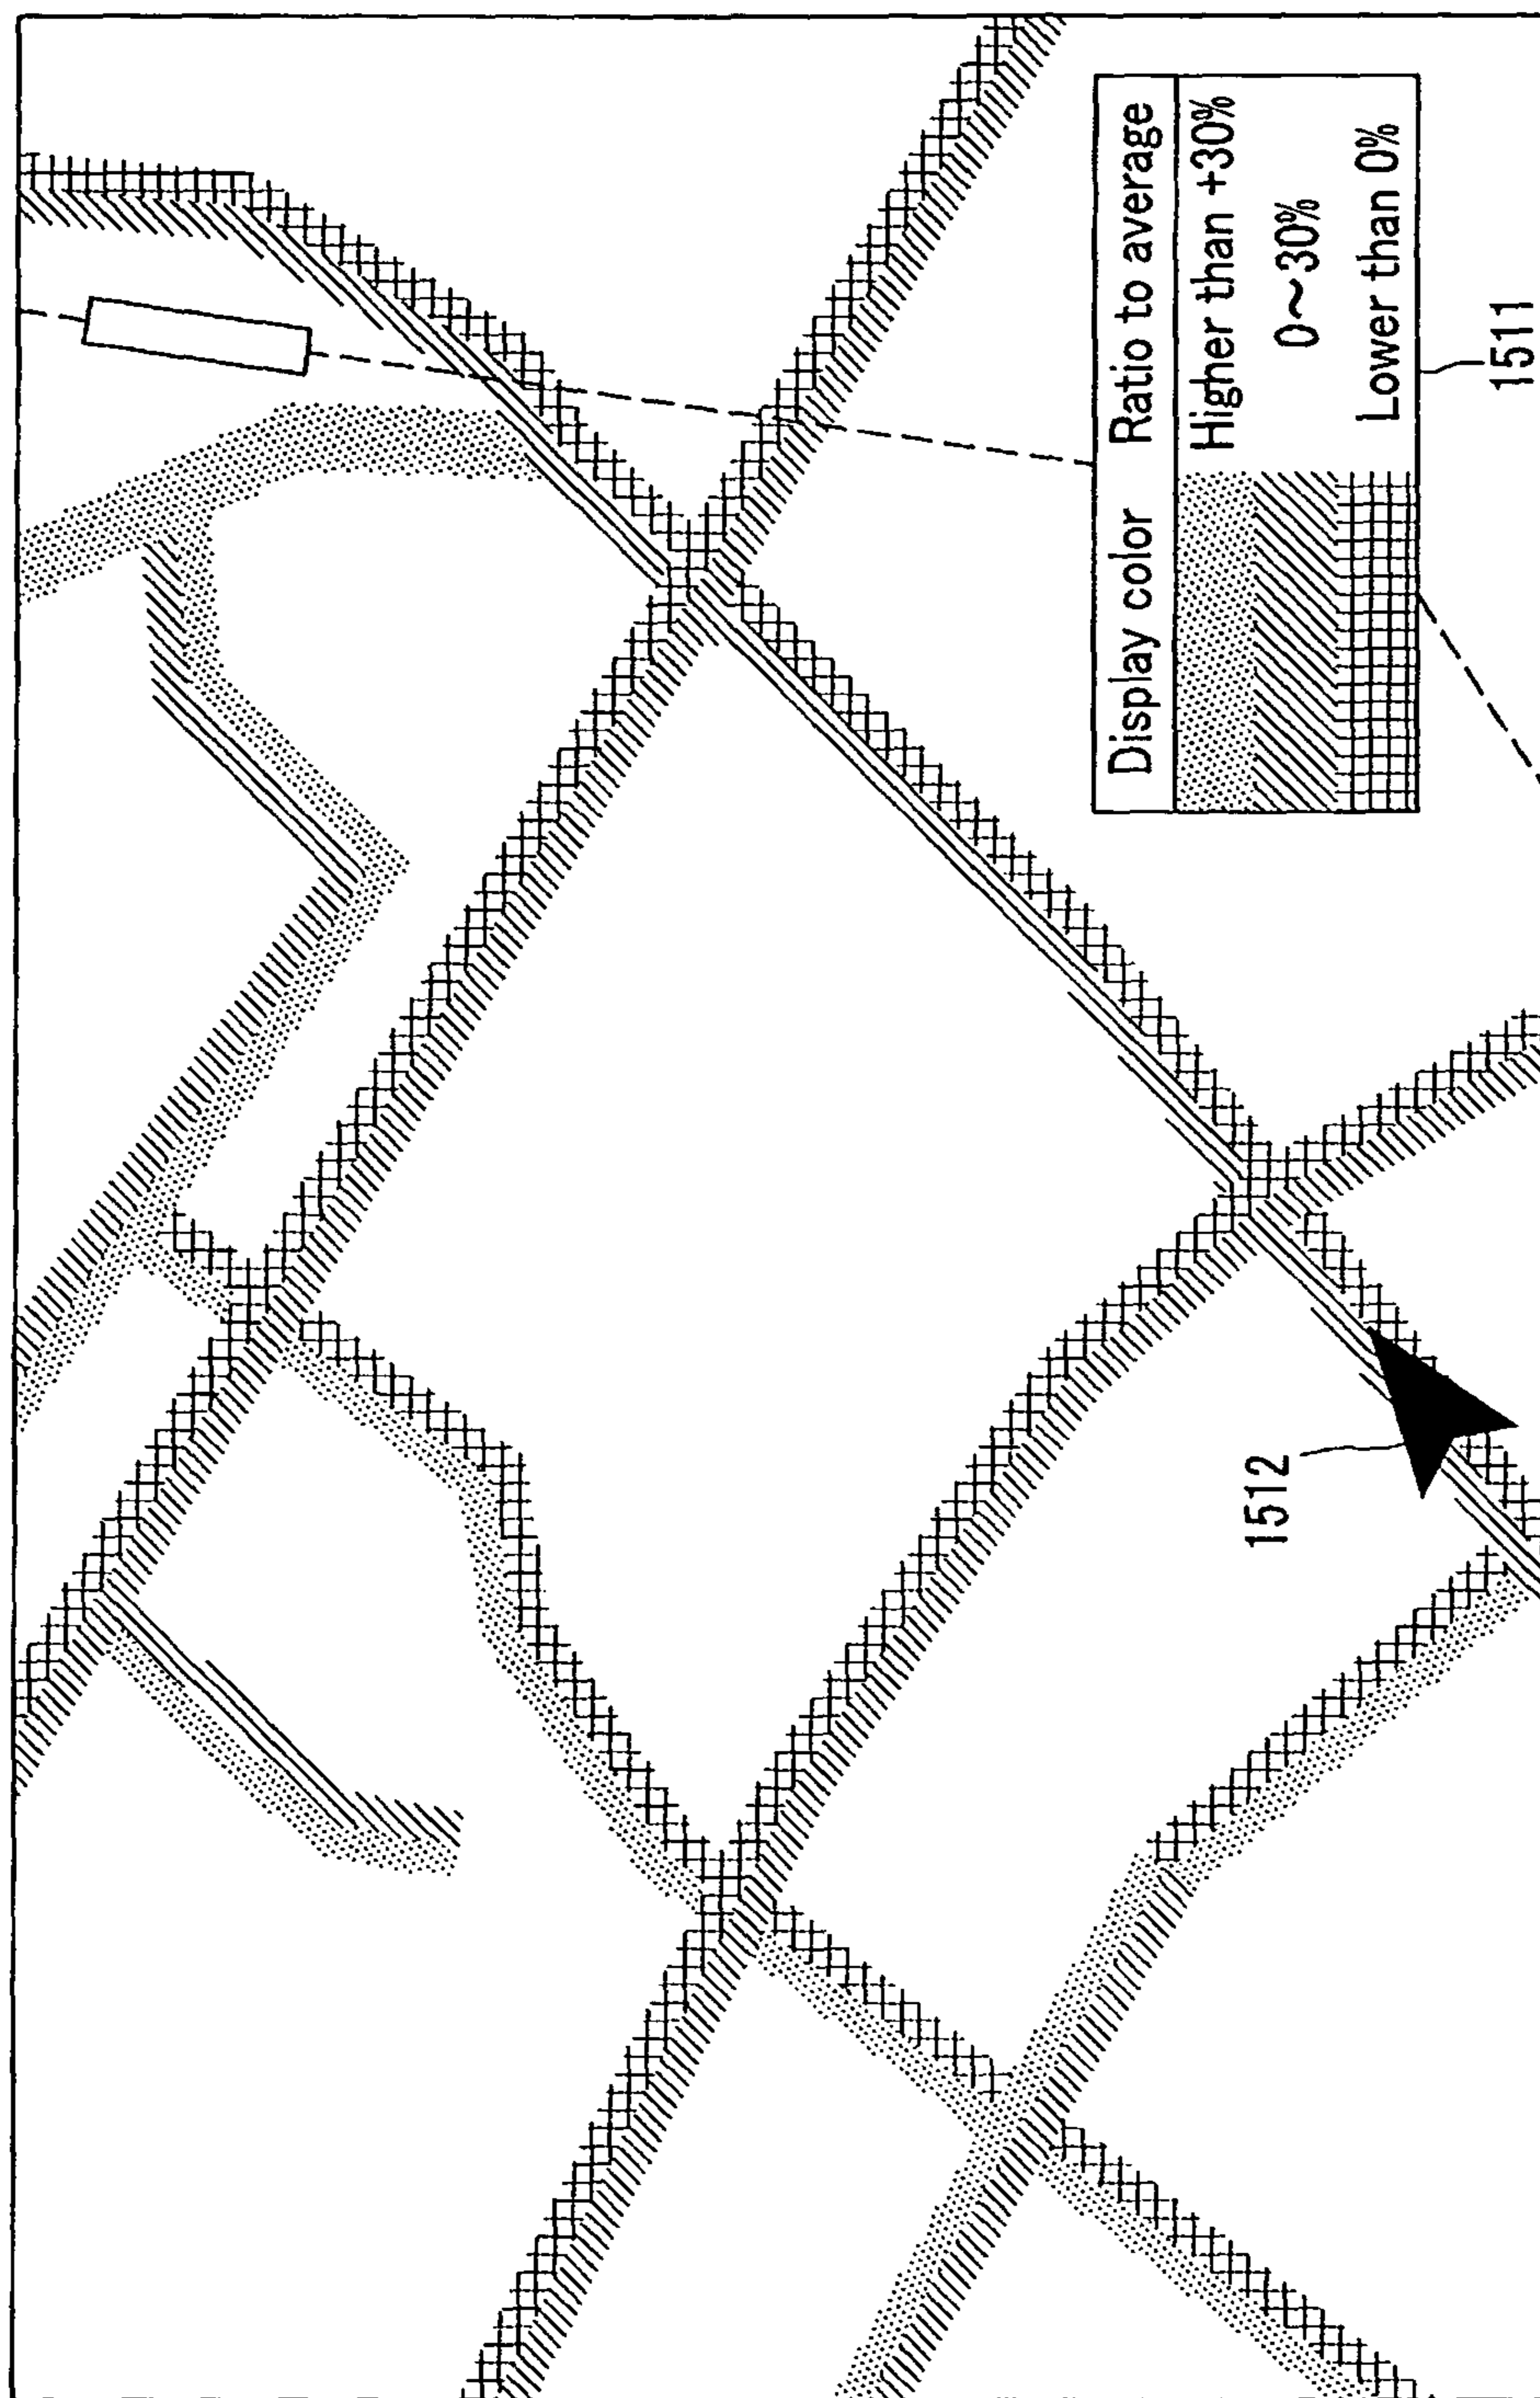 Display color Ratio to average
Higher than +30%
0~30%
Lower than 0%
1511
1512